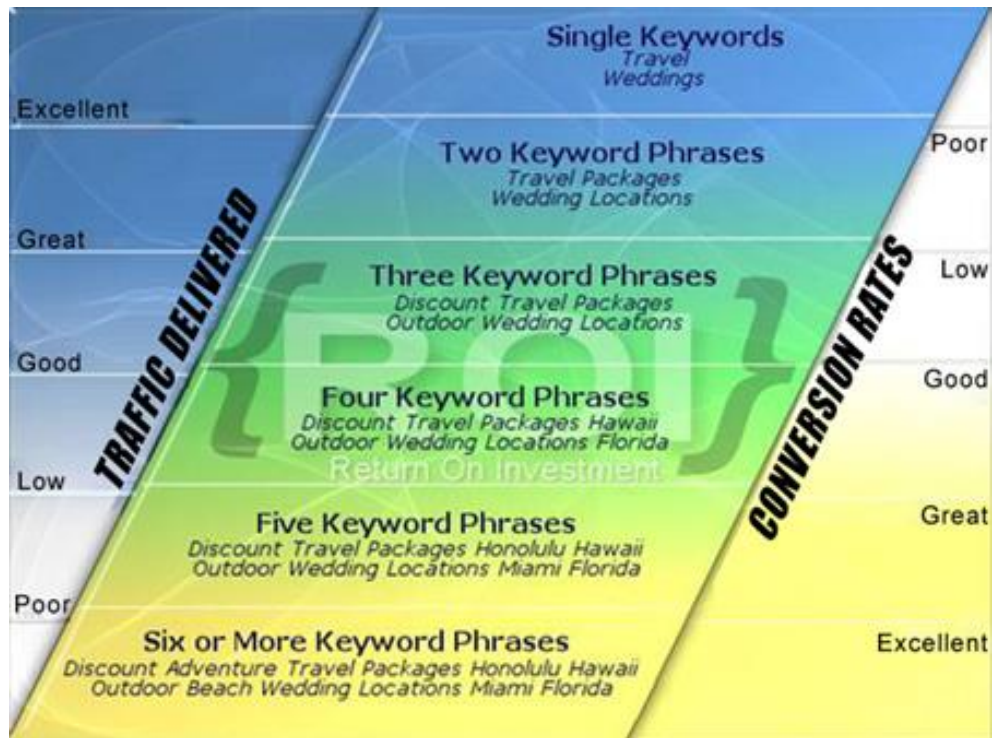 Single Keywords
Travel
Weddings
Excellent
Poor
Two Keyword Phrases
Travel Packages
Wedding Locations
Great
Low
Three Keyword Phrases
Discount Travel Packages
Outdoor Wedding Locations
TRAFFIC DELIVERED
CONVERSION RATES
{ROI}
Good
Good
Four Keyword Phrases
Discount Travel Packages Hawaii
Outdoor Wedding Locations Florida
Return On Investment
Low
Great
Five Keyword Phrases
Discount Travel Packages Honolulu Hawaii
Outdoor Wedding Locations Miami Florida
Poor
Excellent
Six or More Keyword Phrases
Discount Adventure Travel Packages Honolulu Hawaii
Outdoor Beach Wedding Locations Miami Florida